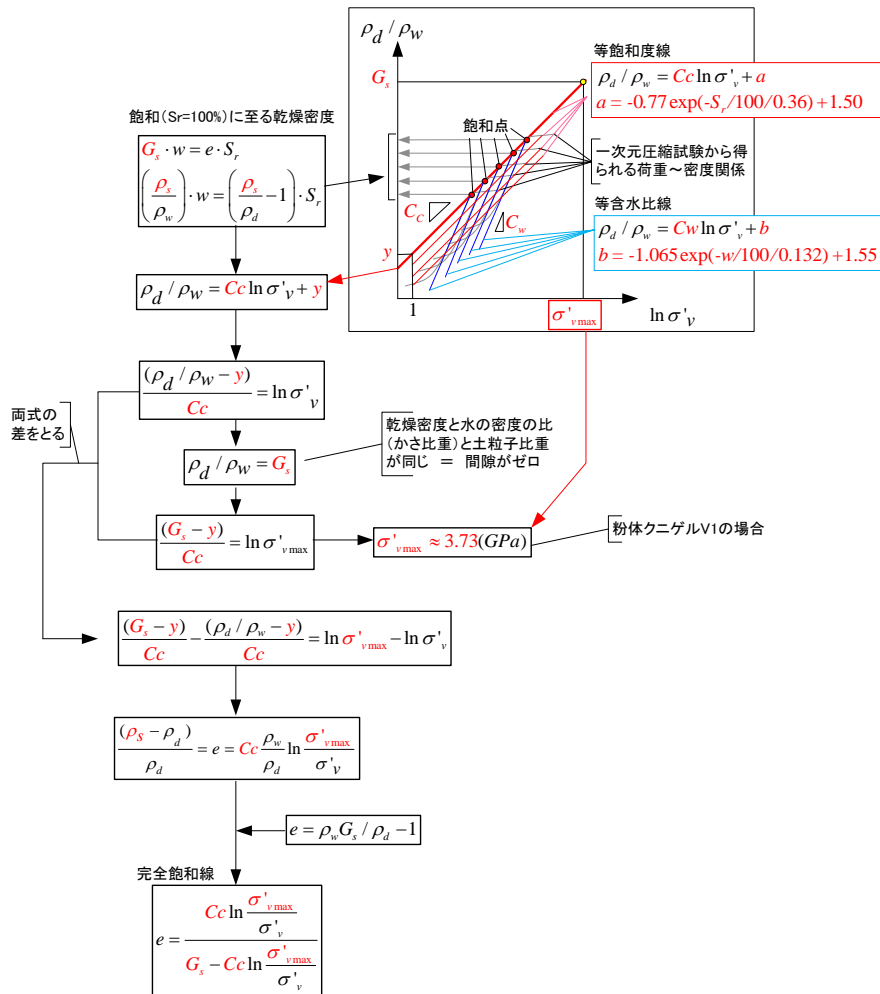 ρd / ρw
Gs
飽和点
CC
Cw
y
1
σ'v max
ln σ'v
等飽和度線
ρd / ρw = Cc ln σ'v + a
a = -0.77 exp(-Sr/100/0.36) +1.50
一次元圧縮試験から得
られる荷重～密度関係
等含水比線
ρd / ρw = Cw ln σ'v + b
b = -1.065 exp(-w/100/0.132) +1.55
飽和(Sr=100%)に至る乾燥密度
Gs · w = e · Sr
(ρs/ρw) · w = (ρs/ρd − 1) · Sr
ρd / ρw = Cc ln σ'v + y
(ρd / ρw − y)/Cc = ln σ'v
両式の
差をとる
ρd / ρw = Gs
乾燥密度と水の密度の比
(かさ比重)と土粒子比重
が同じ ＝ 間隙がゼロ
(Gs − y)/Cc = ln σ'v max
σ'v max ≈ 3.73(GPa)
粉体クニゲルV1の場合
(Gs − y)/Cc − (ρd / ρw − y)/Cc = ln σ'v max − ln σ'v
(ρs − ρd)/ρd = e = Cc ρw/ρd ln σ'v max/σ'v
e = ρw Gs / ρd − 1
完全飽和線
e = Cc ln σ'v max/σ'v / Gs − Cc ln σ'v max/σ'v